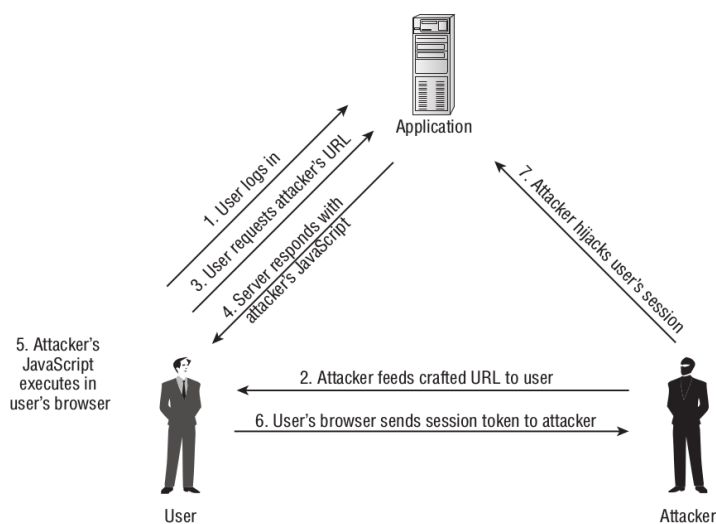 Application
1. User logs in
3. User requests attacker's URL
4. Server responds with
attacker's JavaScript
7. Attacker hijacks user's session
5. Attacker's
JavaScript
executes in
user's browser
2. Attacker feeds crafted URL to user
6. User's browser sends session token to attacker
User
Attacker